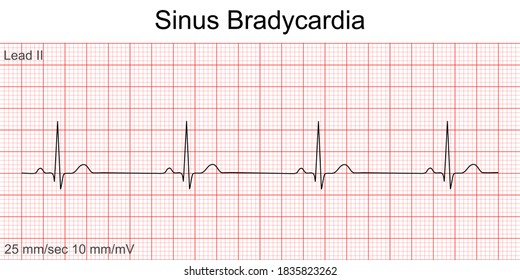 Sinus Bradycardia
Lead II
25 mm/sec 10 mm/mV
shutterstock.com · 1835823262